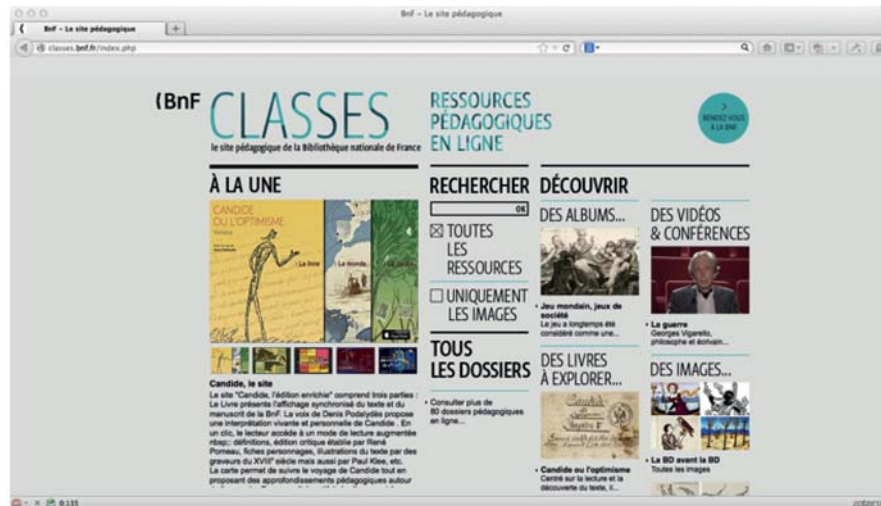 BnF - Le site pédagogique
BnF - Le site pédagogique
classes.bnf.fr/index.php
(BnF CLASSES
le site pédagogique de la Bibliothèque nationale de France
RESSOURCES
PÉDAGOGIQUES
EN LIGNE
RENDEZ-VOUS
À LA BNF
À LA UNE
CANDIDE
OU L'OPTIMISME
Voltaire
Le livre
Le monde
Candide, le site
Le site "Candide, l'édition enrichie" comprend trois parties :
Le Livre présente l'affichage synchronisé du texte et du
manuscrit de la BnF. La voix de Denis Podalydès propose
une interprétation vivante et personnelle de Candide . En
un clic, le lecteur accède à un mode de lecture augmentée
nbsp;: définitions, édition critique établie par René
Pomeau, fiches personnages, illustrations du texte par des
graveurs du XVIII° siècle mais aussi par Paul Klee, etc.
La carte permet de suivre le voyage de Candide tout en
proposant des approfondissements pédagogiques autour
RECHERCHER
OK
TOUTES
LES
RESSOURCES
UNIQUEMENT
LES IMAGES
TOUS
LES DOSSIERS
Consulter plus de
80 dossiers pédagogiques
en ligne...
DÉCOUVRIR
DES ALBUMS...
Jeu mondain, jeux de
société
Le jeu a longtemps été
considéré comme une...
DES LIVRES
À EXPLORER...
Candide
Candide ou l'optimisme
Centré sur la lecture et la
découverte du texte, il...
DES VIDÉOS
& CONFÉRENCES
La guerre
Georges Vigarello,
philosophe et écrivain...
DES IMAGES...
La BD avant la BD
Toutes les images
0:135
zotero